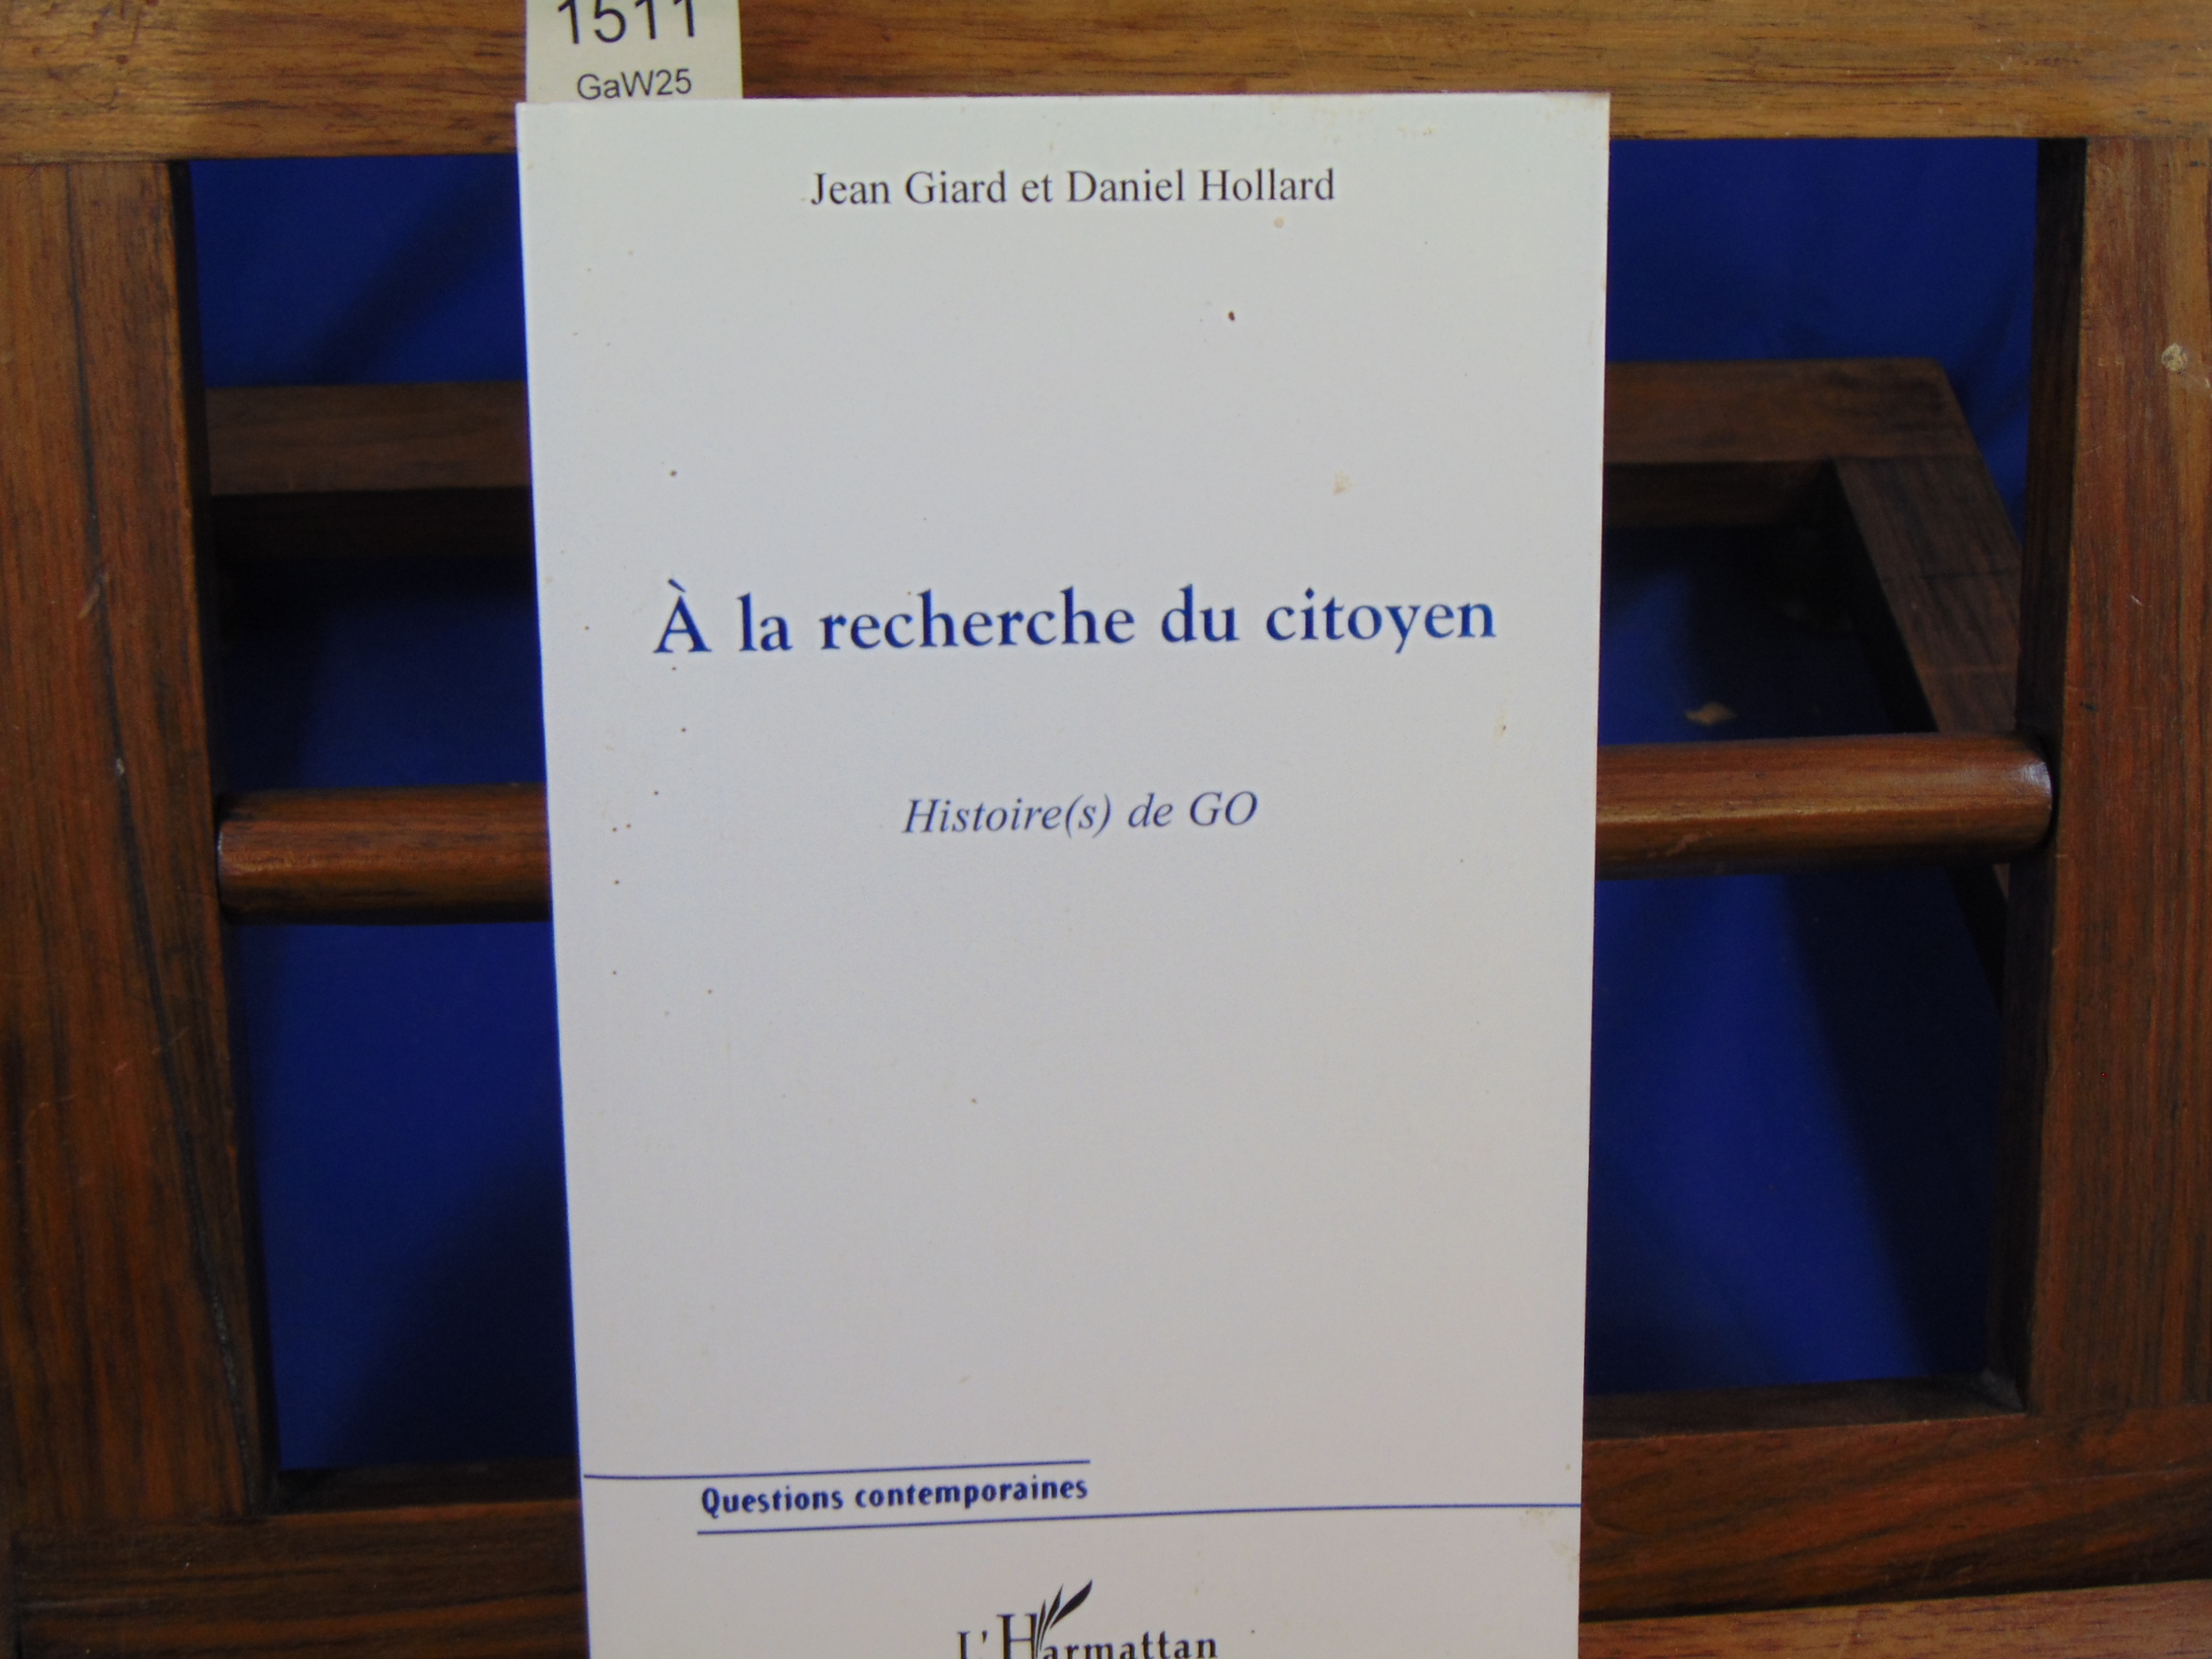 1511
GaW25
Jean Giard et Daniel Hollard
À la recherche du citoyen
Histoire(s) de GO
Questions contemporaines
L'Harmattan